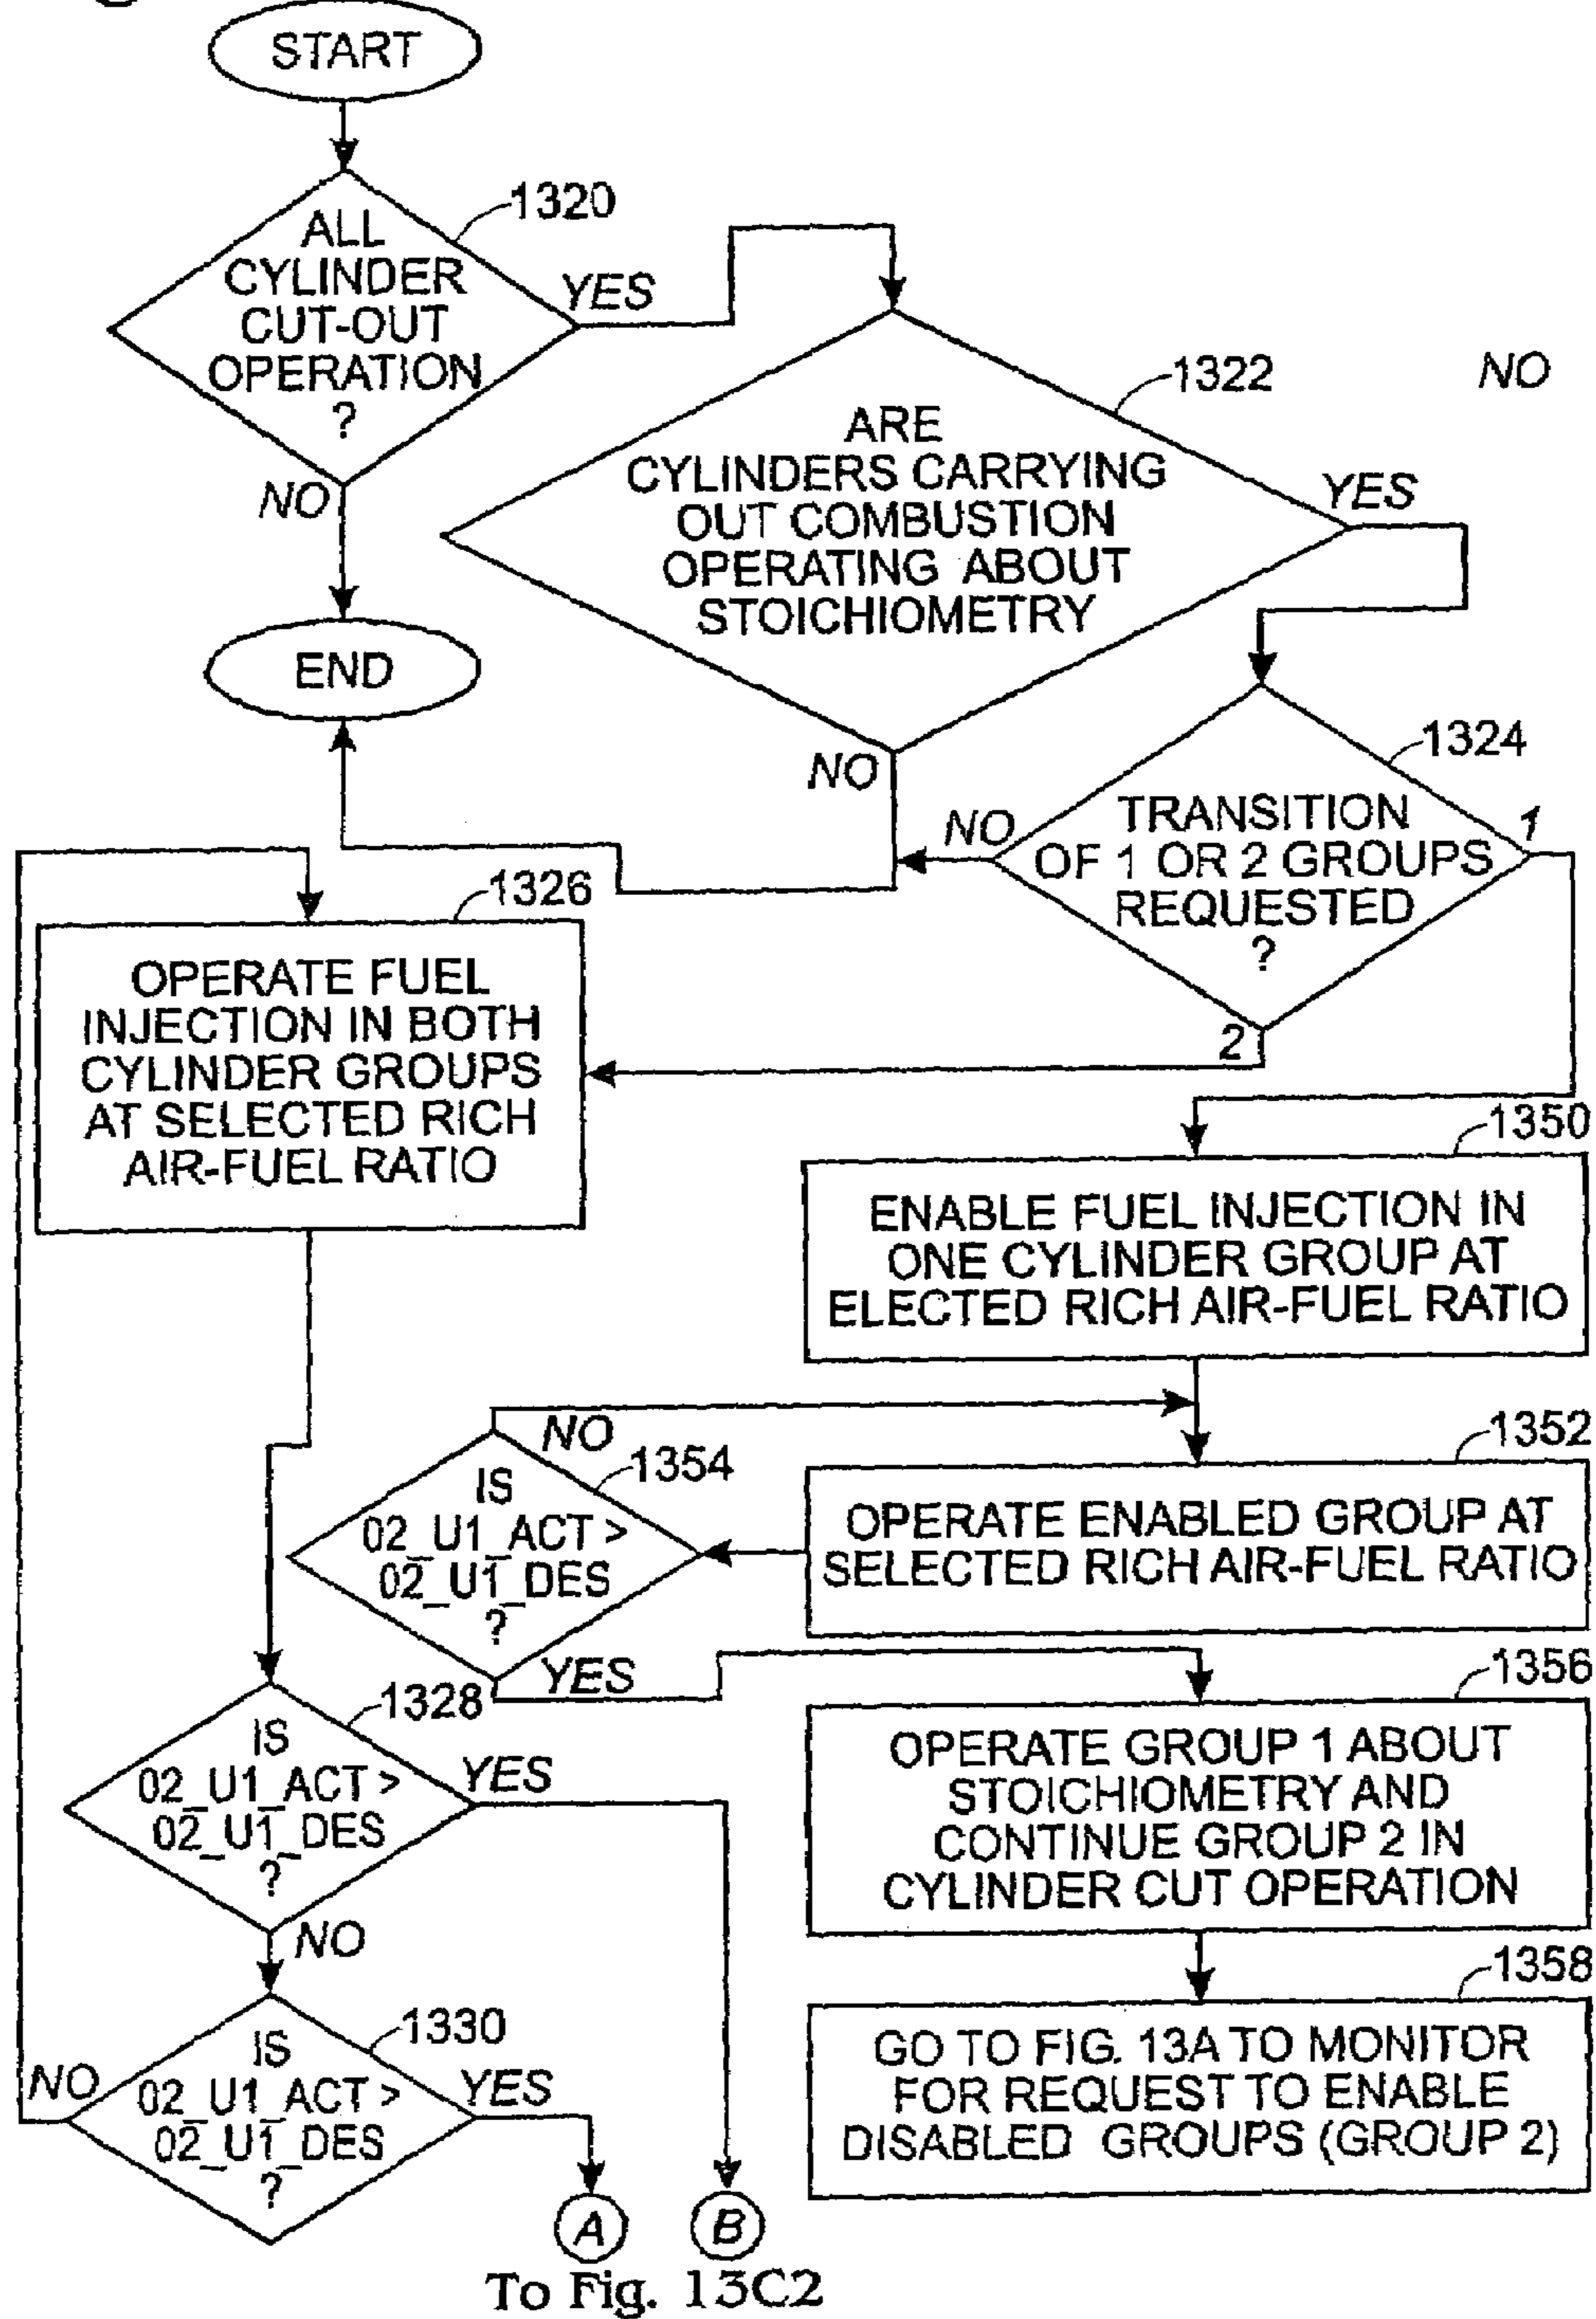 START
1320
ALL
CYLINDER
CUT-OUT
OPERATION
?
YES
NO
1322
NO
ARE
CYLINDERS CARRYING
OUT COMBUSTION
OPERATING ABOUT
STOICHIOMETRY
YES
NO
END
1324
TRANSITION
OF 1 OR 2 GROUPS
REQUESTED
?
NO
1
2
1326
OPERATE FUEL
INJECTION IN BOTH
CYLINDER GROUPS
AT SELECTED RICH
AIR-FUEL RATIO
1350
ENABLE FUEL INJECTION IN
ONE CYLINDER GROUP AT
ELECTED RICH AIR-FUEL RATIO
1352
OPERATE ENABLED GROUP AT
SELECTED RICH AIR-FUEL RATIO
NO
1354
IS
02_U1_ACT >
02_U1_DES
?
YES
1356
OPERATE GROUP 1 ABOUT
STOICHIOMETRY AND
CONTINUE GROUP 2 IN
CYLINDER CUT OPERATION
1328
IS
02_U1_ACT >
02_U1_DES
?
YES
NO
1358
GO TO FIG. 13A TO MONITOR
FOR REQUEST TO ENABLE
DISABLED GROUPS (GROUP 2)
1330
IS
02_U1_ACT >
02_U1_DES
?
NO
YES
A
B
To Fig. 13C2